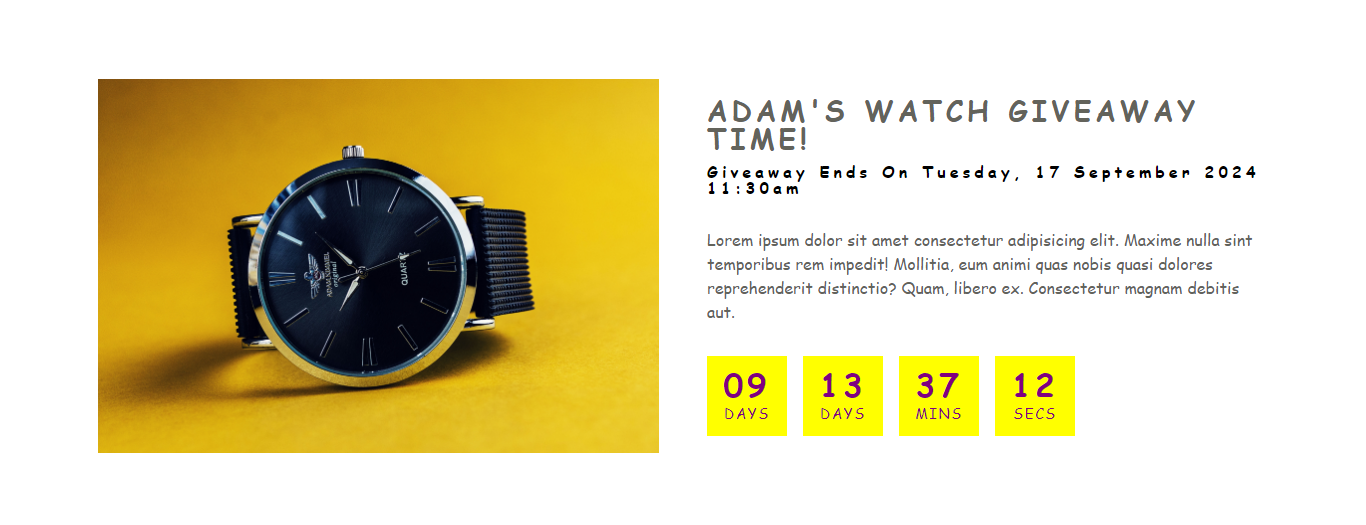 ADAM'S WATCH GIVEAWAY
TIME!
Giveaway Ends On Tuesday, 17 September 2024
11:30am
Lorem ipsum dolor sit amet consectetur adipisicing elit. Maxime nulla sint
temporibus rem impedit! Mollitia, eum animi quas nobis quasi dolores
reprehenderit distinctio? Quam, libero ex. Consectetur magnam debitis
aut.
09 13 37 12
DAYS DAYS MINS SECS
original
QUARTZ